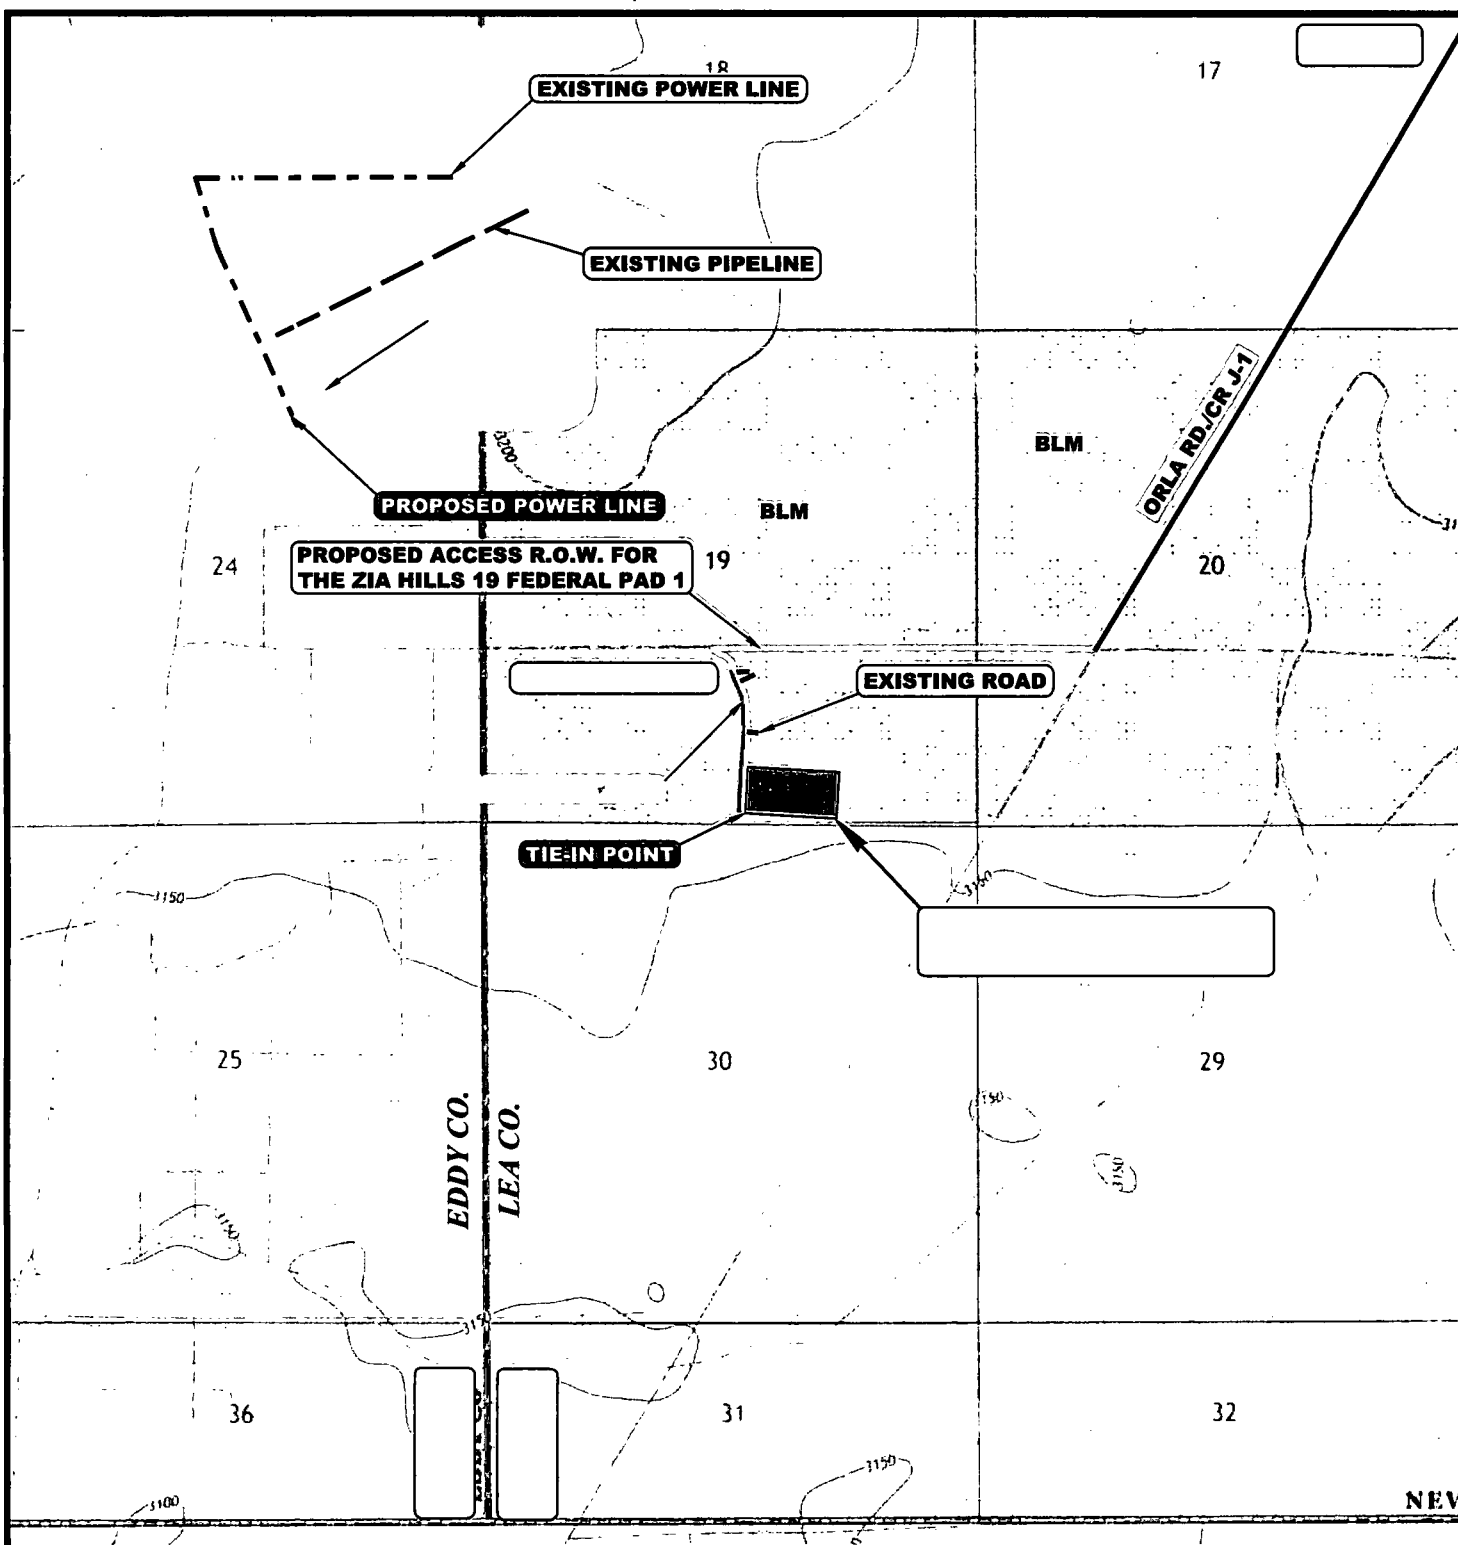 18
17
EXISTING POWER LINE
EXISTING PIPELINE
ORLA RD./CR J-1
BLM
3200
PROPOSED POWER LINE
BLM
PROPOSED ACCESS R.O.W. FOR
THE ZIA HILLS 19 FEDERAL PAD 1
24
19
20
EXISTING ROAD
TIE-IN POINT
3150
3150
25
30
29
EDDY CO.
LEA CO.
3150
3150
3150
36
31
32
3150
3100
NEW